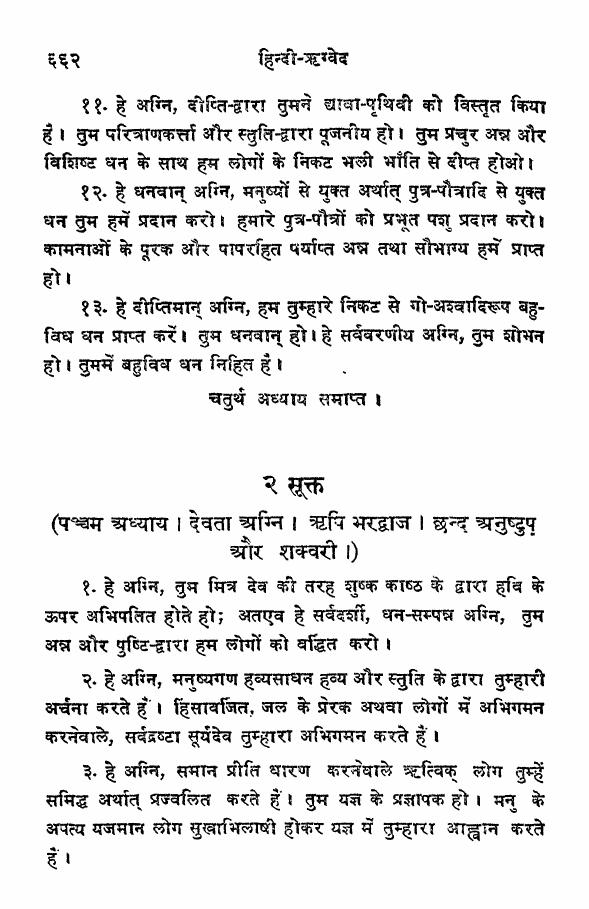 ६६२ हिन्दी-ऋग्वेद
११. हे अग्नि, दीप्ति-द्वारा तुमने द्यावा-पृथिवी को विस्तृत किया
है। तुम परित्राणकर्त्ता और स्तुति-द्वारा पूजनीय हो। तुम प्रचुर अन्न और
विशिष्ट धन के साथ हम लोगों के निकट भली भाँति से दीप्त होओ।
१२. हे धनवान् अग्नि, मनुष्यों से युक्त अर्थात् पुत्र-पौत्रादि से युक्त
धन तुम हमें प्रदान करो। हमारे पुत्र-पौत्रों को प्रभूत पशु प्रदान करो।
कामनाओं के पूरक और पापरहित पर्याप्त अन्न तथा सौभाग्य हमें प्राप्त
हो।
१३. हे दीप्तिमान् अग्नि, हम तुम्हारे निकट से गो-अश्वादिरूप बहु-
विध धन प्राप्त करें। तुम धनवान् हो। हे सर्ववरणीय अग्नि, तुम शोभन
हो। तुममें बहुविध धन निहित हैं।
चतुर्थ अध्याय समाप्त।
२ सूक्त
(पञ्चम अध्याय। देवता अग्नि। ऋषि भरद्वाज। छन्द अनुष्टुप्
और शक्वरी।)
१. हे अग्नि, तुम मित्र देव की तरह शुष्क काष्ठ के द्वारा हवि के
ऊपर अभिपतित होते हो; अतएव हे सर्वदर्शी, धन-सम्पन्न अग्नि, तुम
अन्न और पुष्टि-द्वारा हम लोगों को वर्द्धित करो।
२. हे अग्नि, मनुष्यगण हव्यसाधन हव्य और स्तुति के द्वारा तुम्हारी
अर्चना करते हैं। हिंसावर्जित, जल के प्रेरक अथवा लोगों में अभिगमन
करनेवाले, सर्वद्रष्टा सूर्यदेव तुम्हारा अभिगमन करते हैं।
३. हे अग्नि, समान प्रीति धारण करनेवाले ऋत्विक् लोग तुम्हें
समिद्ध अर्थात् प्रज्वलित करते हैं। तुम यज्ञ के प्रज्ञापक हो। मनु के
अपत्य यजमान लोग सुखाभिलाषी होकर यज्ञ में तुम्हारा आह्वान करते
हैं।